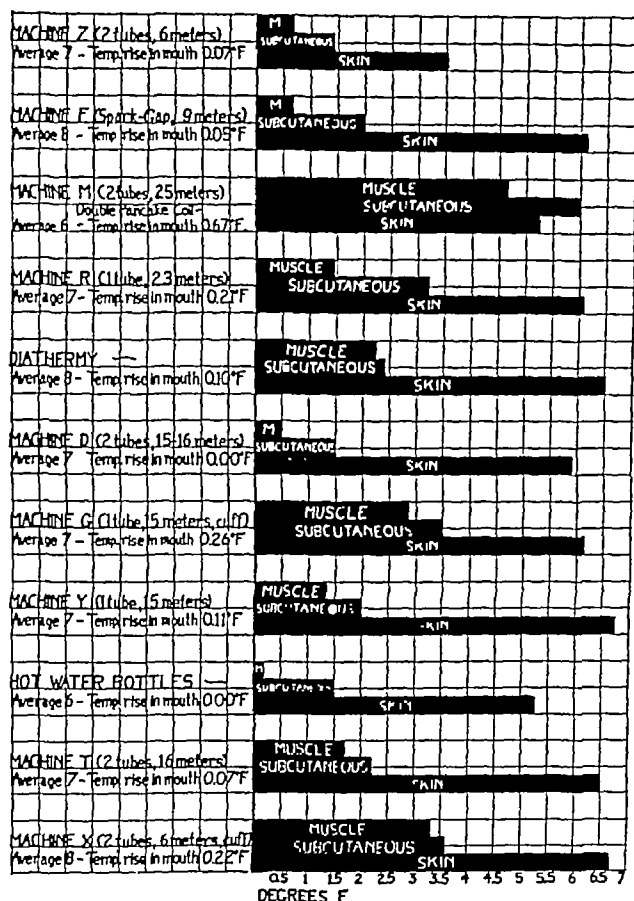 MACHINE Z (2 tubes, 6 meters)
Average 7 - Temp. rise in mouth 0.07°F
M
SUBCUTANEOUS
SKIN
MACHINE F (Spark-Gap, 9 meters)
Average 8 - Temp. rise in mouth 0.05°F
M
SUBCUTANEOUS
SKIN
MACHINE M (2 tubes, 25 meters)
Double Pancake Coil-
Average 6 - Temp. rise in mouth 0.67°F.
MUSCLE
SUBCUTANEOUS
SKIN
MACHINE R (1 tube, 23 meters)
Average 7 - Temp. rise in mouth 0.21°F
MUSCLE
SUBCUTANEOUS
SKIN
DIATHERMY —
Average 8 - Temp. rise in mouth 0.10°F
MUSCLE
SUBCUTANEOUS
SKIN
MACHINE D (2 tubes, 15-16 meters)
Average 7 - Temp. rise in mouth 0.00°F
M
SUBCUTANEOUS
SKIN
MACHINE G (1 tube, 15 meters, cuff)
Average 7 - Temp. rise in mouth 0.26°F
MUSCLE
SUBCUTANEOUS
SKIN
MACHINE Y (1 tube, 15 meters)
Average 7 - Temp. rise in mouth 0.11°F
MUSCLE
SUBCUTANEOUS
SKIN
HOT WATER BOTTLES —
Average 6 - Temp. rise in mouth 0.00°F
M
SUBCUTANEOUS
SKIN
MACHINE T (2 tubes, 16 meters)
Average 7 - Temp. rise in mouth 0.07°F
MUSCLE
SUBCUTANEOUS
SKIN
MACHINE X (2 tubes, 6 meters, cuff)
Average 8 - Temp. rise in mouth 0.22°F
MUSCLE
SUBCUTANEOUS
SKIN
0.5 1 1.5 2 2.5 3 3.5 4 4.5 5 5.5 6 6.5 7
DEGREES F